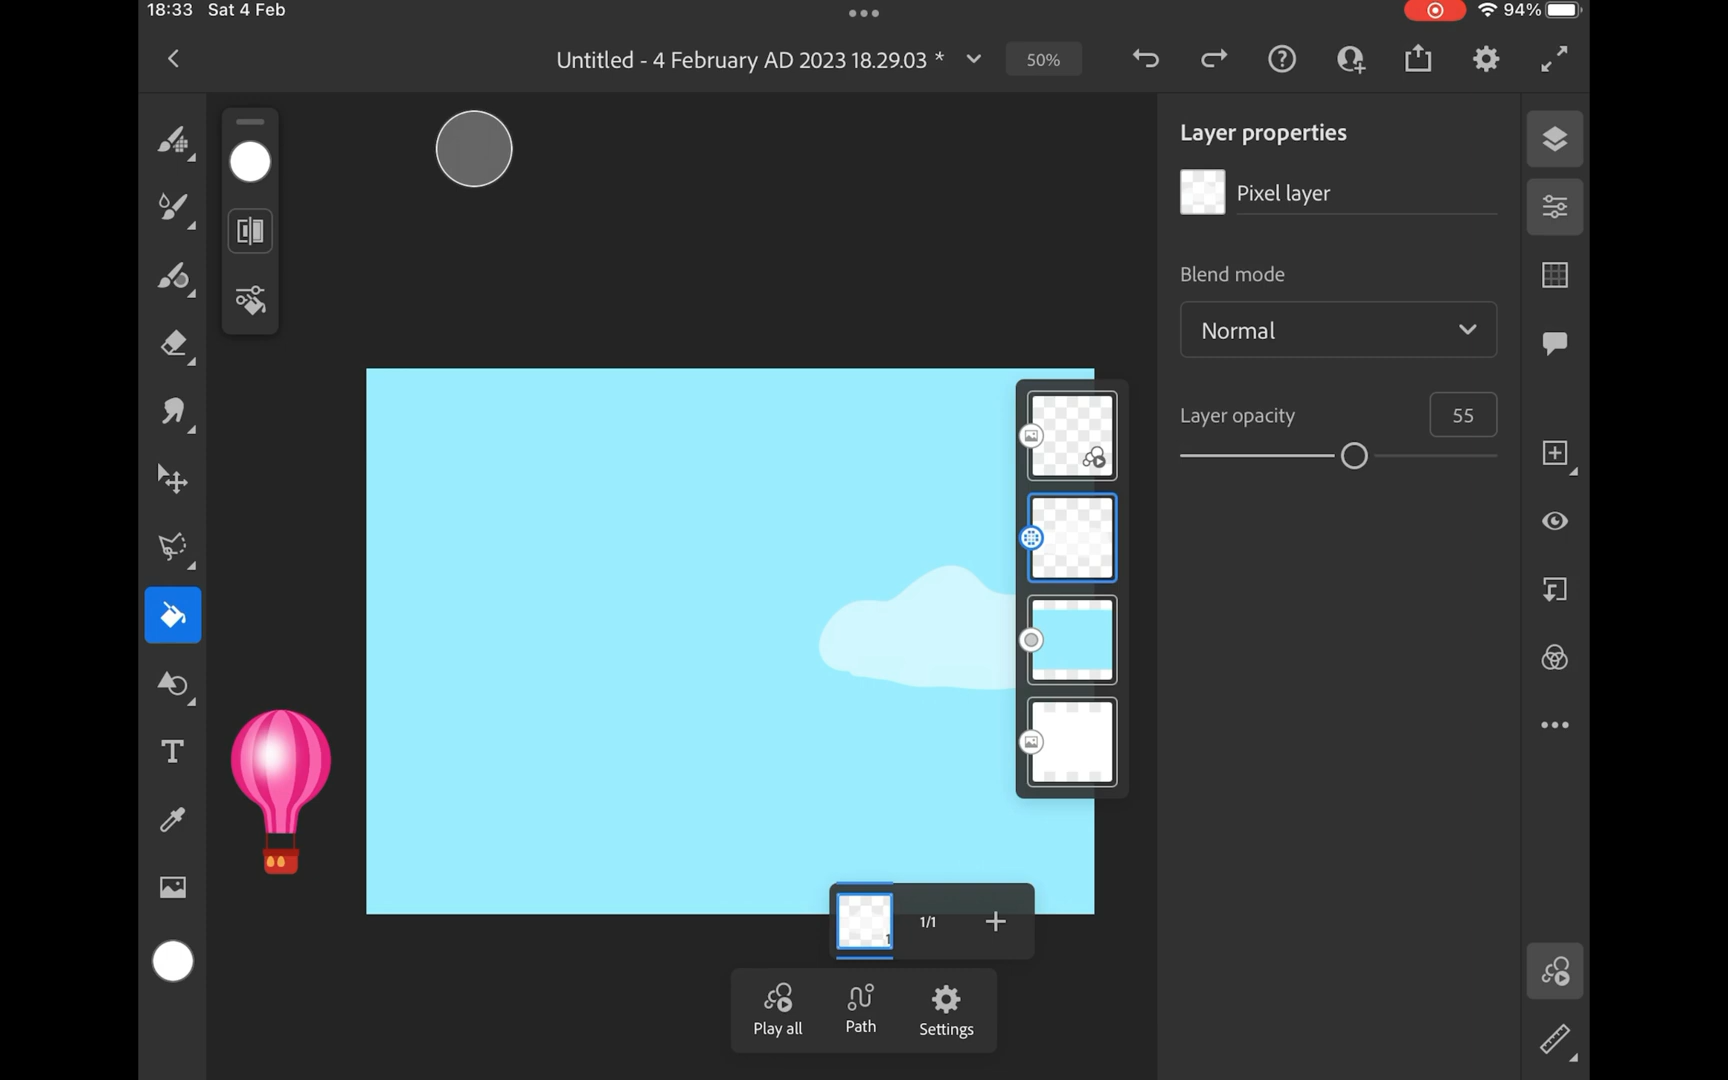 18:33 Sat 4 Feb
94%
Untitled - 4 February AD 2023 18.29.03 *
50%
Layer properties
Pixel layer
Blend mode
Normal
Layer opacity
55
T
1
1/1
Play all
Path
Settings